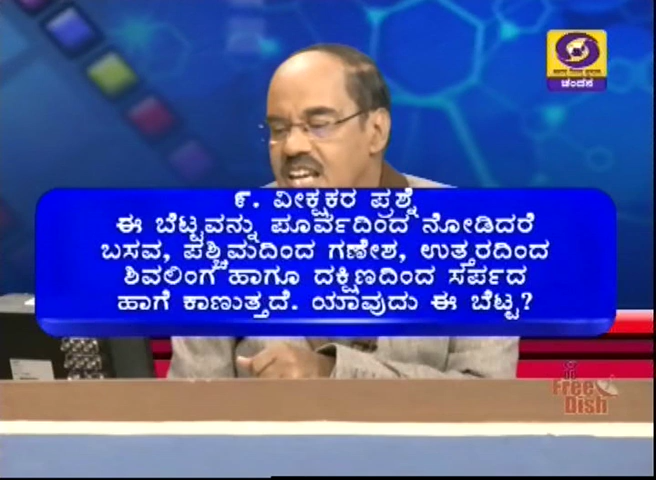 ಚಂದನ
೯. ವೀಕ್ಷಕರ ಪ್ರಶ್ನೆ
ಈ ಬೆಟ್ಟವನ್ನು ಪೂರ್ವದಿಂದ ನೋಡಿದರೆ
ಬಸವ, ಪಶ್ಚಿಮದಿಂದ ಗಣೇಶ, ಉತ್ತರದಿಂದ
ಶಿವಲಿಂಗ ಹಾಗೂ ದಕ್ಷಿಣದಿಂದ ಸರ್ಪದ
ಹಾಗೆ ಕಾಣುತ್ತದೆ. ಯಾವುದು ಈ ಬೆಟ್ಟ?
Free
Dish